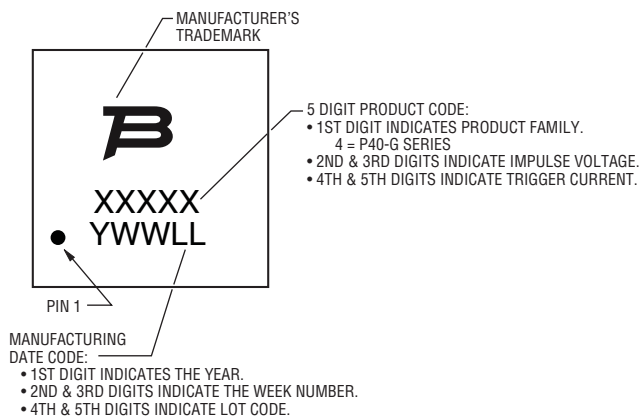 MANUFACTURER'S
TRADEMARK
5 DIGIT PRODUCT CODE:
• 1ST DIGIT INDICATES PRODUCT FAMILY.
4 = P40-G SERIES
• 2ND & 3RD DIGITS INDICATE IMPULSE VOLTAGE.
• 4TH & 5TH DIGITS INDICATE TRIGGER CURRENT.
XXXXX
YWWLL
PIN 1
MANUFACTURING
DATE CODE:
• 1ST DIGIT INDICATES THE YEAR.
• 2ND & 3RD DIGITS INDICATE THE WEEK NUMBER.
• 4TH & 5TH DIGITS INDICATE LOT CODE.